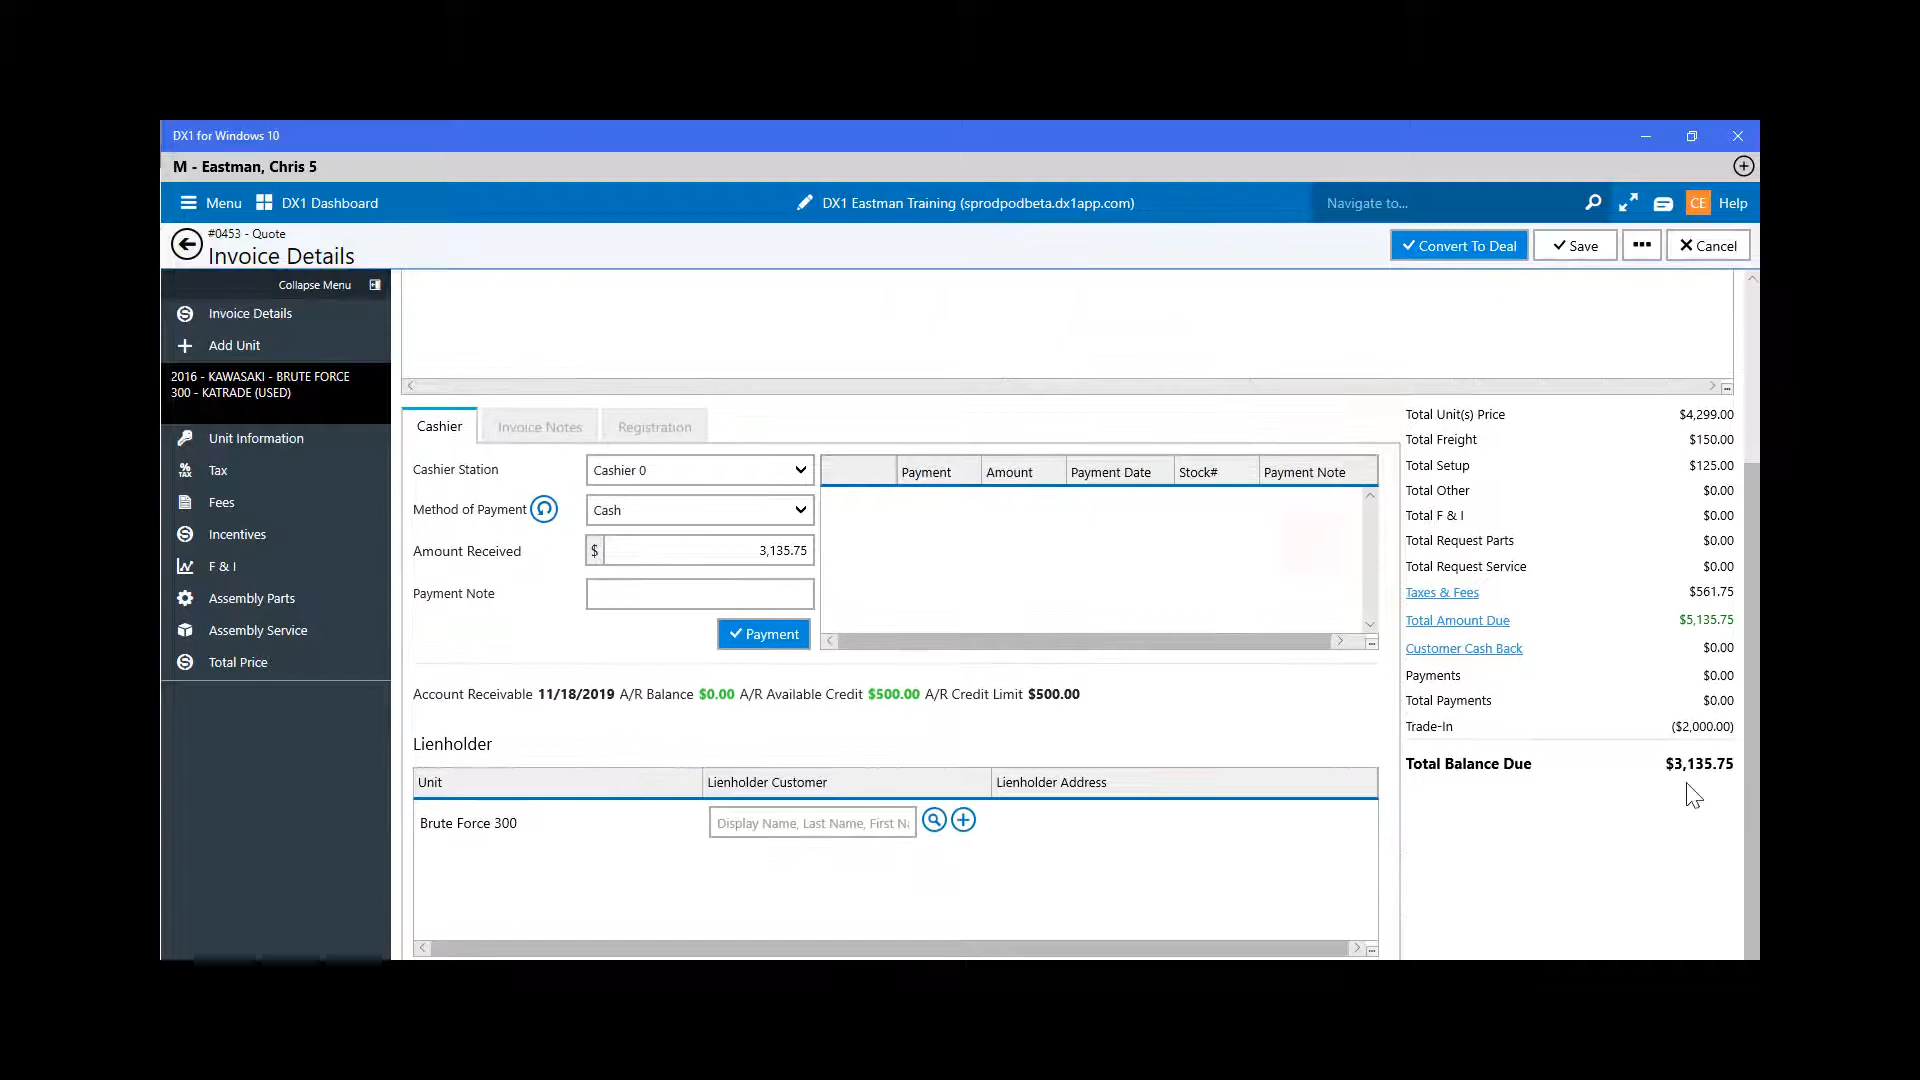 DX1 for Windows 10
M - Eastman, Chris 5
Menu DX1 Dashboard DX1 Eastman Training (sprodpodbeta.dx1app.com) Navigate to... CE Help
#0453 - Quote
Invoice Details
Convert To Deal Save ... Cancel
Collapse Menu
Invoice Details
Add Unit
2016 - KAWASAKI - BRUTE FORCE
300 - KATRADE (USED)
Unit Information
TAX Tax
Fees
Incentives
F & I
Assembly Parts
Assembly Service
Total Price
Cashier Invoice Notes Registration
Cashier Station Cashier 0
Method of Payment Cash
Amount Received $ 3,135.75
Payment Note
Payment
Payment Amount Payment Date Stock# Payment Note
Account Receivable 11/18/2019 A/R Balance $0.00 A/R Available Credit $500.00 A/R Credit Limit $500.00
Lienholder
Unit Lienholder Customer Lienholder Address
Brute Force 300 Display Name, Last Name, First Na
Total Unit(s) Price $4,299.00
Total Freight $150.00
Total Setup $125.00
Total Other $0.00
Total F & I $0.00
Total Request Parts $0.00
Total Request Service $0.00
Taxes & Fees $561.75
Total Amount Due $5,135.75
Customer Cash Back $0.00
Payments $0.00
Total Payments $0.00
Trade-In ($2,000.00)
Total Balance Due $3,135.75